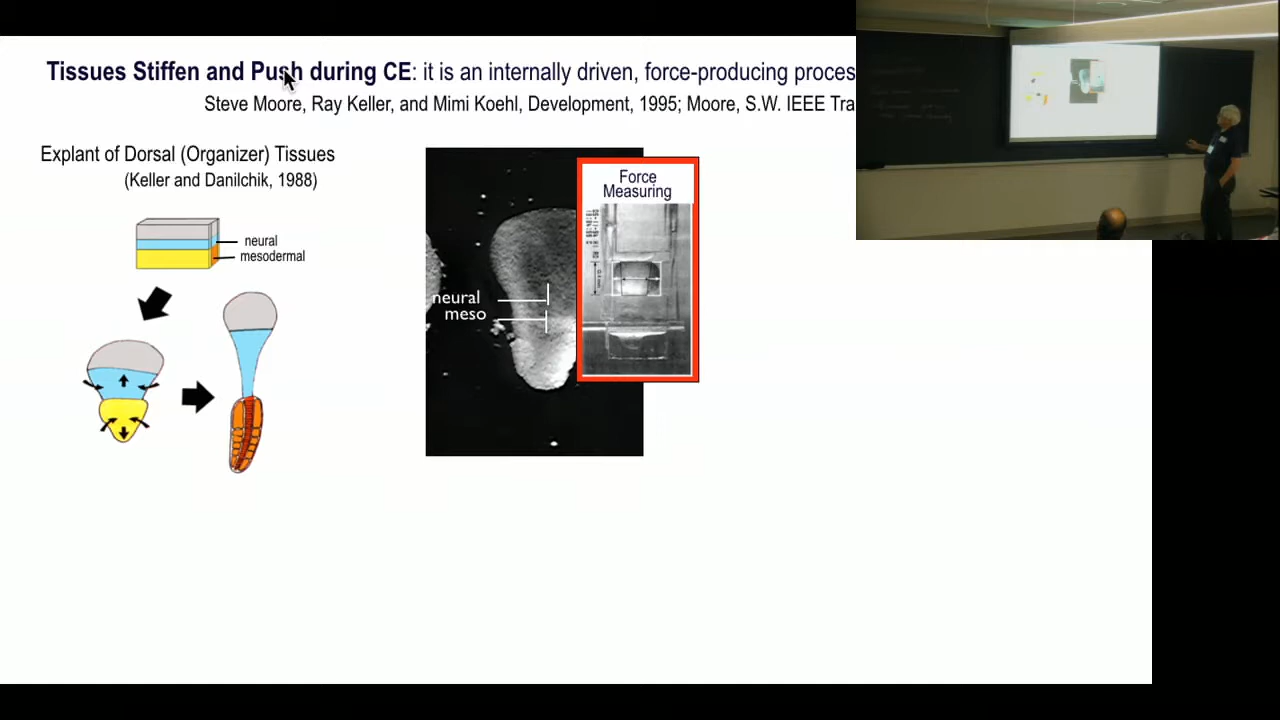 Tissues Stiffen and Push during CE: it is an internally driven, force-producing proces
Steve Moore, Ray Keller, and Mimi Koehl, Development, 1995; Moore, S.W. IEEE Tra
Explant of Dorsal (Organizer) Tissues
(Keller and Danilchik, 1988)
neural
mesodermal
neural
meso
Force
Measuring